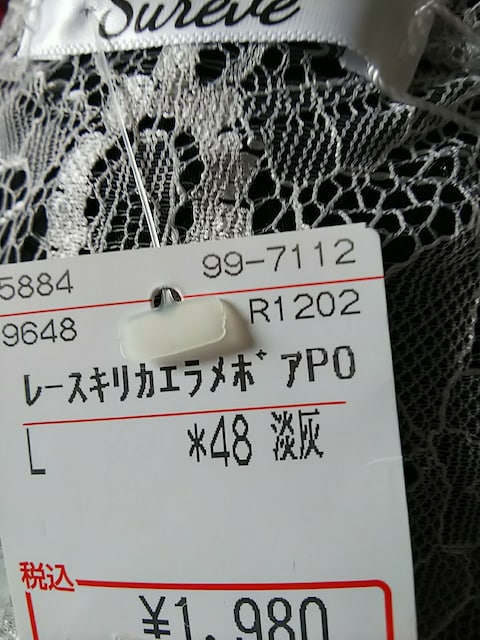 Sureve
5884 99-7112
9648 R1202
レースキリカエラメボアPO
L *48 淡灰
税込
¥1,980